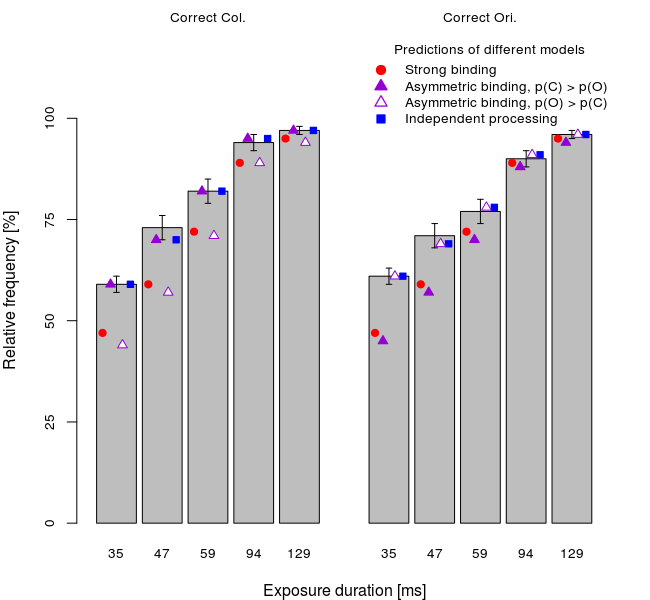 Correct Col.
Correct Ori.
Predictions of different models
Strong binding
Asymmetric binding, p(C) > p(O)
Asymmetric binding, p(O) > p(C)
Independent processing
Relative frequency [%]
100
75
50
25
0
35 47 59 94 129
35 47 59 94 129
Exposure duration [ms]